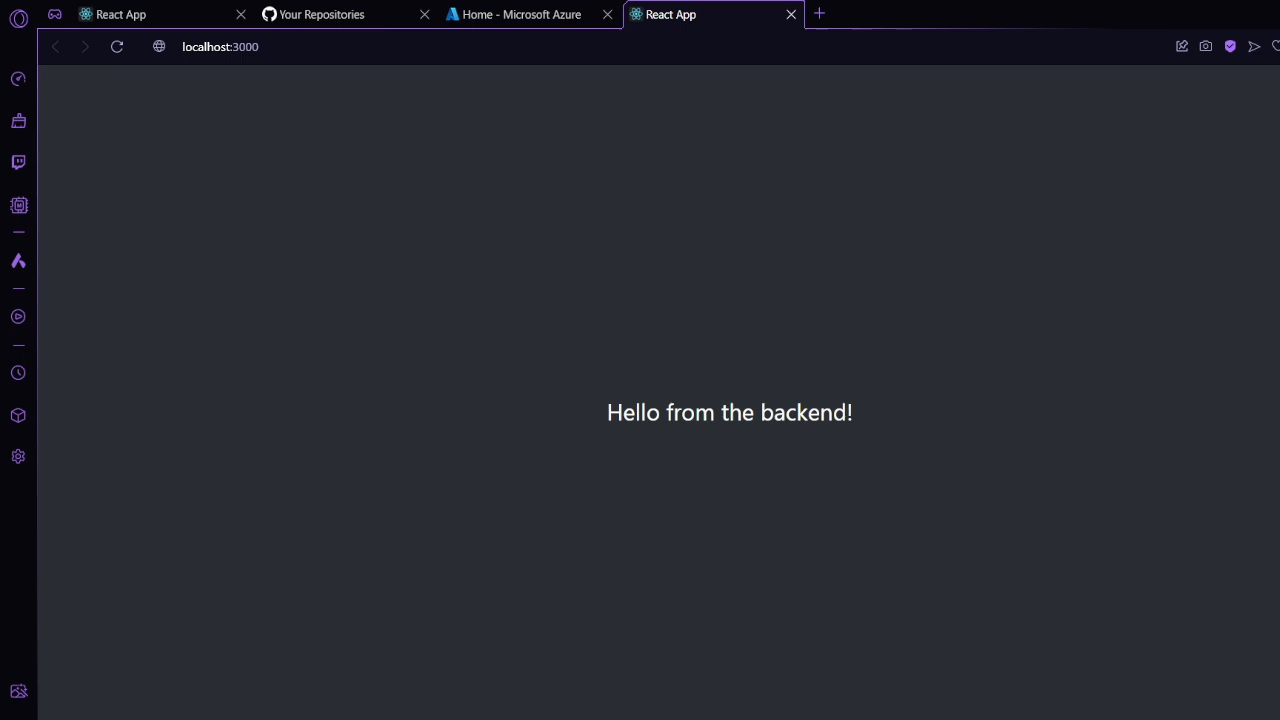 React App
Your Repositories
Home - Microsoft Azure
React App
localhost:3000
Hello from the backend!